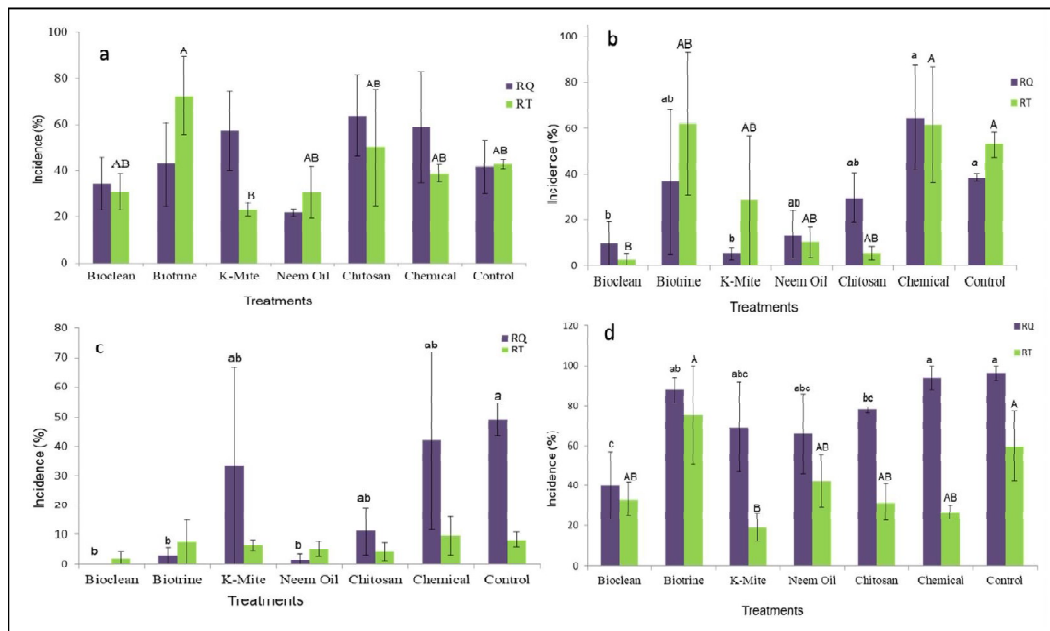 a
100
80
60
40
20
0
Incidence (%)
RQ
RT
AB
A
B
AB
AB
AB
AB
Bioclean Biotrine K-Mite Neem Oil Chitosan Chemical Control
Treatments
b
100
80
60
40
20
0
Incidence (%)
RQ
RT
b B
ab AB
b AB
ab AB
ab AB
a A
a A
Bioclean Biotrine K-Mite Neem Oil Chitosan Chemical Control
Treatments
c
80
70
60
50
40
30
20
10
0
Incidence (%)
RQ
RT
b
b
ab
b
ab
ab
a
Bioclean Biotrine K-Mite Neem Oil Chitosan Chemical Control
Treatments
d
120
100
80
60
40
20
0
Incidence (%)
RQ
RT
c AB
ab A
abc B
abc AB
bc AB
a AB
a A
Bioclean Biotrine K-Mite Neem Oil Chitosan Chemical Control
Treatments